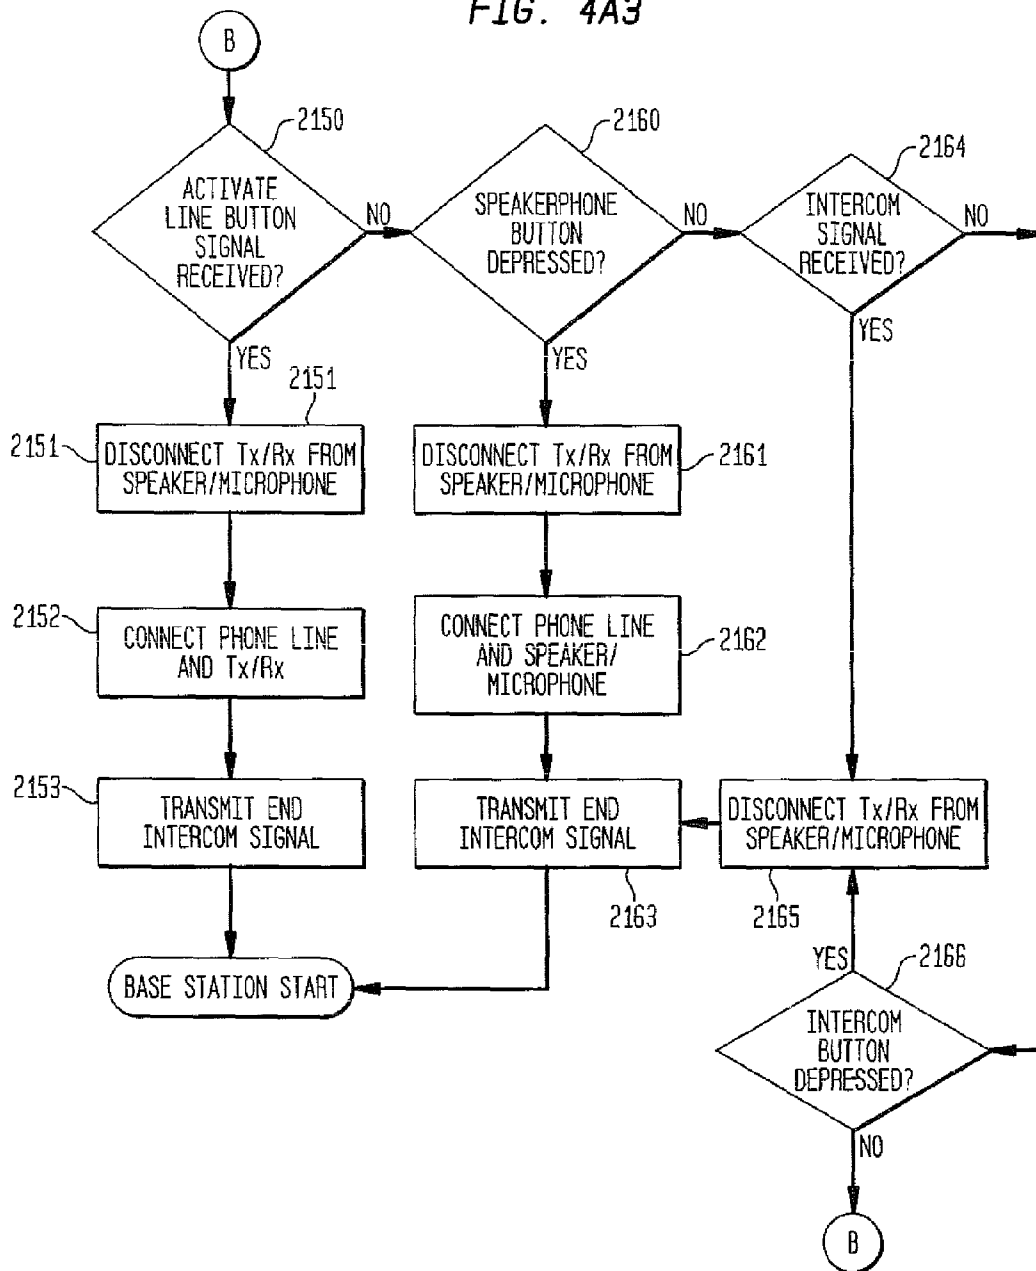 FIG. 4A3
B
2150
ACTIVATE
LINE BUTTON
SIGNAL
RECEIVED?
NO
YES
2160
SPEAKERPHONE
BUTTON
DEPRESSED?
NO
YES
2164
INTERCOM
SIGNAL
RECEIVED?
NO
YES
2151
2151
DISCONNECT Tx/Rx FROM
SPEAKER/MICROPHONE
DISCONNECT Tx/Rx FROM
SPEAKER/MICROPHONE
2161
2152
CONNECT PHONE LINE
AND Tx/Rx
CONNECT PHONE LINE
AND SPEAKER/
MICROPHONE
2162
2153
TRANSMIT END
INTERCOM SIGNAL
TRANSMIT END
INTERCOM SIGNAL
2163
DISCONNECT Tx/Rx FROM
SPEAKER/MICROPHONE
2165
BASE STATION START
YES
2166
INTERCOM
BUTTON
DEPRESSED?
NO
B